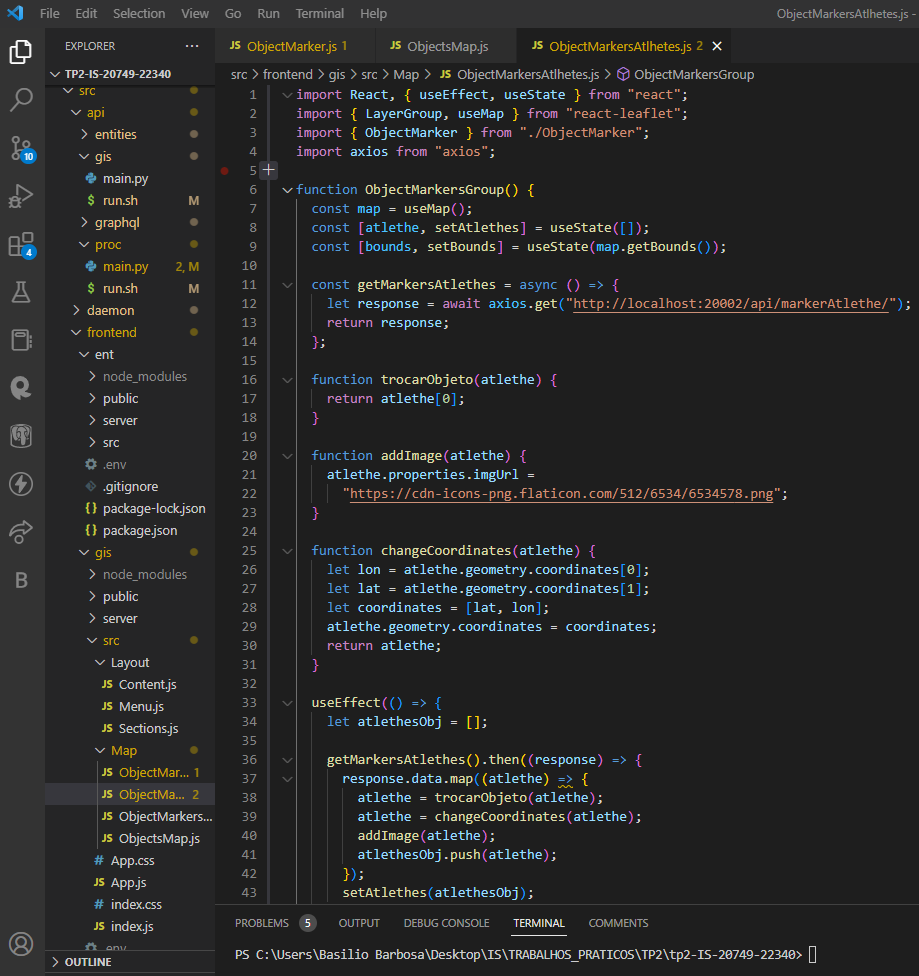 File Edit Selection View Go Run Terminal Help
ObjectMarkersAtlhetes.js -
EXPLORER ···
JS ObjectMarker.js 1
JS ObjectsMap.js
JS ObjectMarkersAtlhetes.js 2 ×
TP2-IS-20749-22340
src > frontend > gis > src > Map > JS ObjectMarkersAtlhetes.js > ObjectMarkersGroup
src
api
entities
gis
main.py
$ run.sh M
graphql
proc
main.py 2, M
$ run.sh M
daemon
frontend
ent
node_modules
public
server
src
.env
.gitignore
{} package-lock.json
{} package.json
gis
node_modules
public
server
src
Layout
JS Content.js
JS Menu.js
JS Sections.js
Map
JS ObjectMar... 1
JS ObjectMa... 2
JS ObjectMarkers...
JS ObjectsMap.js
# App.css
JS App.js
# index.css
JS index.js
.env
OUTLINE
10
4
B
1 import React, { useEffect, useState } from "react";
2 import { LayerGroup, useMap } from "react-leaflet";
3 import { ObjectMarker } from "./ObjectMarker";
4 import axios from "axios";
5
6 function ObjectMarkersGroup() {
7 const map = useMap();
8 const [atlethe, setAtlethes] = useState([]);
9 const [bounds, setBounds] = useState(map.getBounds());
10
11 const getMarkersAtlethes = async () => {
12 let response = await axios.get("http://localhost:20002/api/markerAtlethe/");
13 return response;
14 };
15
16 function trocarObjeto(atlethe) {
17 return atlethe[0];
18 }
19
20 function addImage(atlethe) {
21 atlethe.properties.imgUrl =
22 "https://cdn-icons-png.flaticon.com/512/6534/6534578.png";
23 }
24
25 function changeCoordinates(atlethe) {
26 let lon = atlethe.geometry.coordinates[0];
27 let lat = atlethe.geometry.coordinates[1];
28 let coordinates = [lat, lon];
29 atlethe.geometry.coordinates = coordinates;
30 return atlethe;
31 }
32
33 useEffect(() => {
34 let atlethesObj = [];
35
36 getMarkersAtlethes().then((response) => {
37 response.data.map((atlethe) => {
38 atlethe = trocarObjeto(atlethe);
39 atlethe = changeCoordinates(atlethe);
40 addImage(atlethe);
41 atlethesObj.push(atlethe);
42 });
43 setAtlethes(atlethesObj);
PROBLEMS 5 OUTPUT DEBUG CONSOLE TERMINAL COMMENTS
PS C:\Users\Basilio Barbosa\Desktop\IS\TRABALHOS_PRATICOS\TP2\tp2-IS-20749-22340>